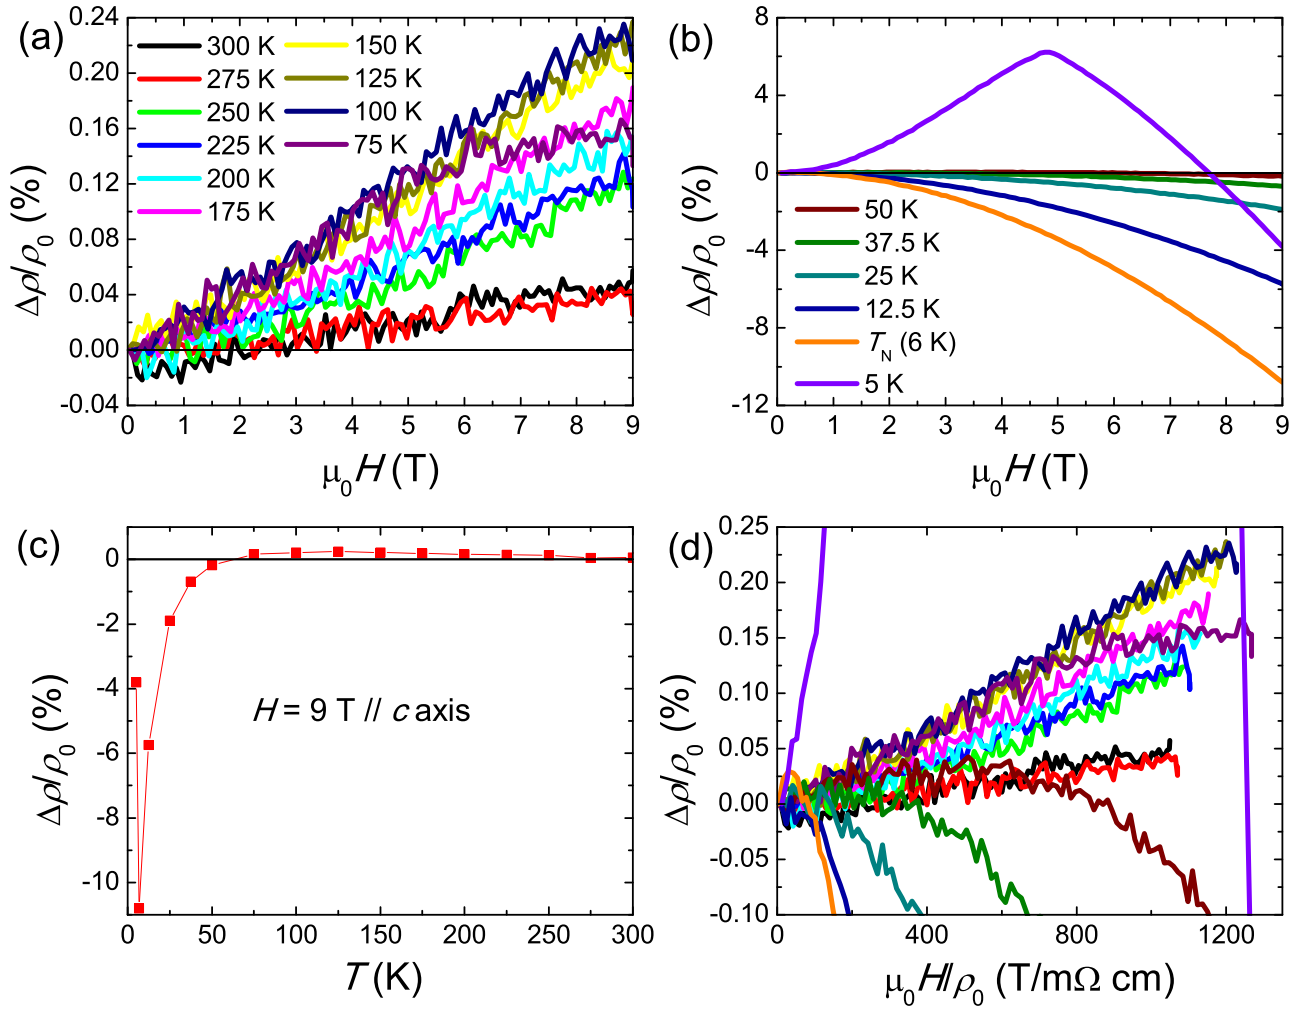 (a)
300 K
275 K
250 K
225 K
200 K
175 K
150 K
125 K
100 K
75 K
0.24
0.20
0.16
0.12
0.08
0.04
0.00
-0.04
0 1 2 3 4 5 6 7 8 9
Δρ/ρ0 (%)
μ0H (T)
(b)
8
4
0
-4
-8
-12
0 1 2 3 4 5 6 7 8 9
50 K
37.5 K
25 K
12.5 K
TN (6 K)
5 K
Δρ/ρ0 (%)
μ0H (T)
(c)
0
-2
-4
-6
-8
-10
0 50 100 150 200 250 300
H = 9 T // c axis
Δρ/ρ0 (%)
T (K)
(d)
0.25
0.20
0.15
0.10
0.05
0.00
-0.05
-0.10
0 400 800 1200
Δρ/ρ0 (%)
μ0H/ρ0 (T/mΩ cm)